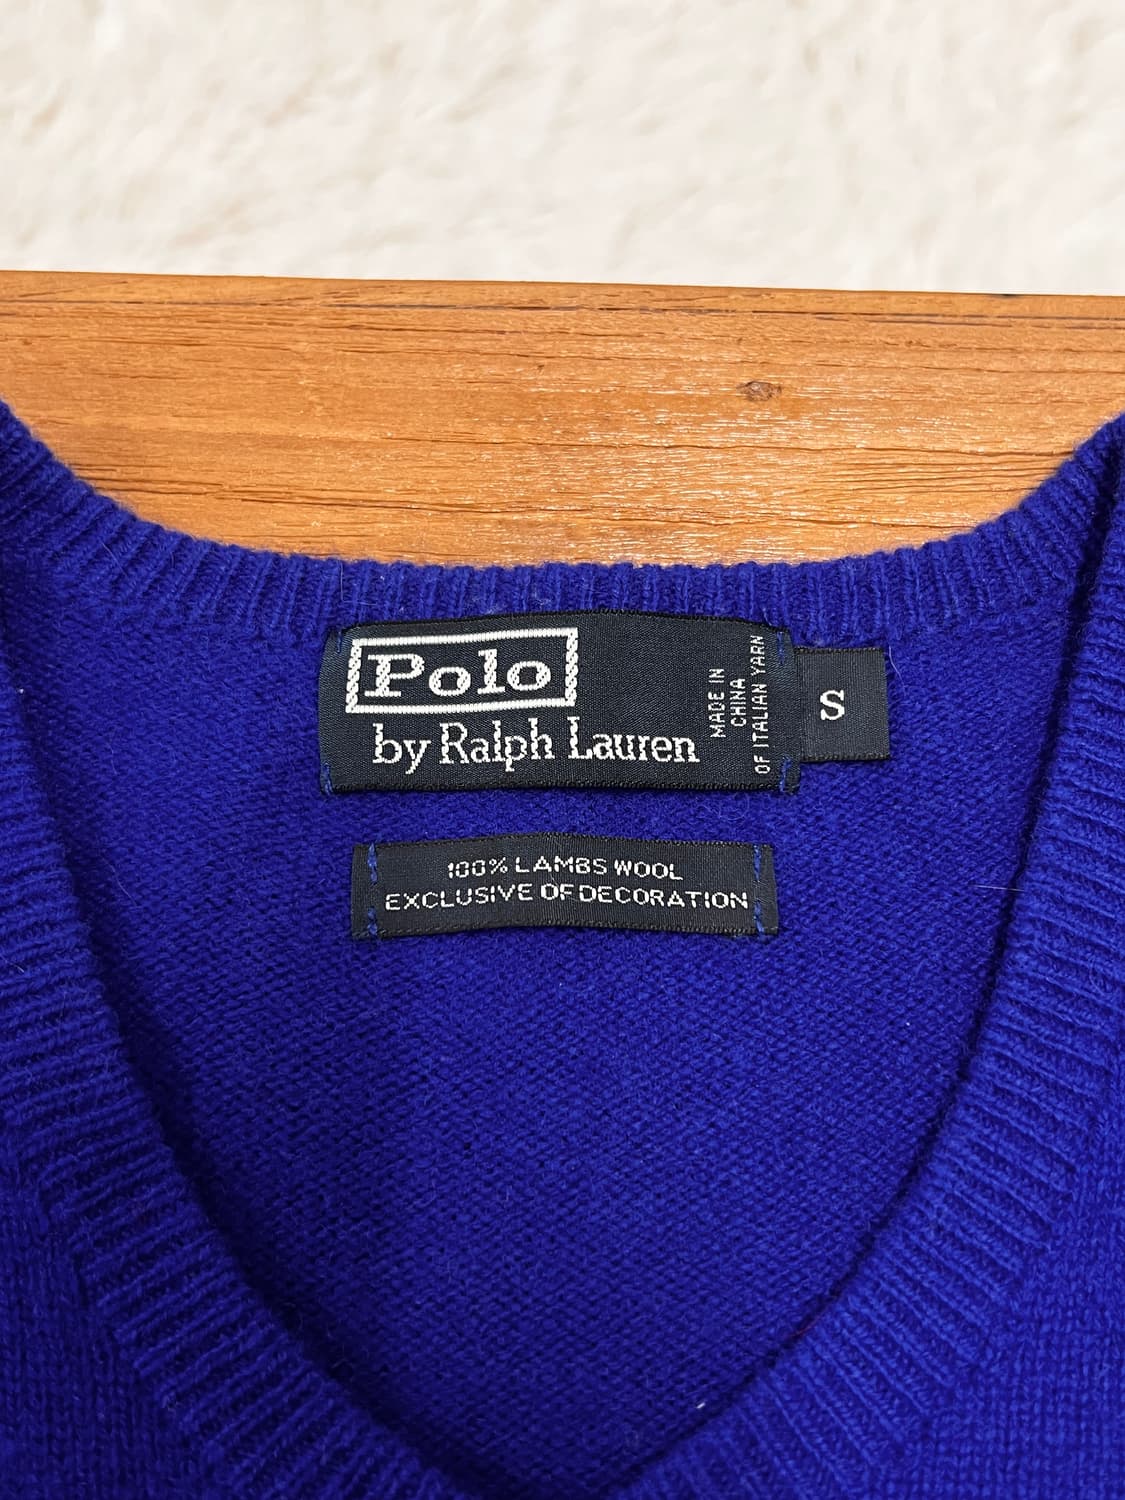 Polo
by Ralph Lauren
MADE IN
CHINA
OF ITALIAN YARN
S
100% LAMBS WOOL
EXCLUSIVE OF DECORATION